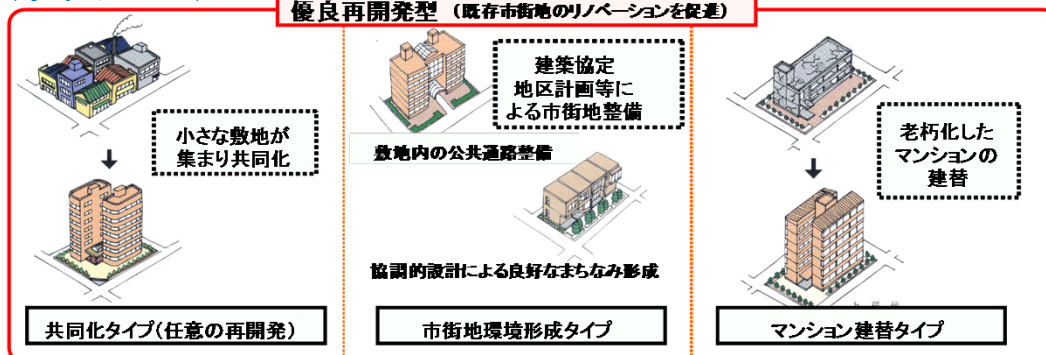 優良再開発型 (既存市街地のリノベーションを促進)
小さな敷地が
集まり共同化
共同化タイプ(任意の再開発)
建築協定
地区計画等に
よる市街地整備
敷地内の公共通路整備
協調的設計による良好なまちなみ形成
市街地環境形成タイプ
老朽化した
マンションの
建替
マンション建替タイプ